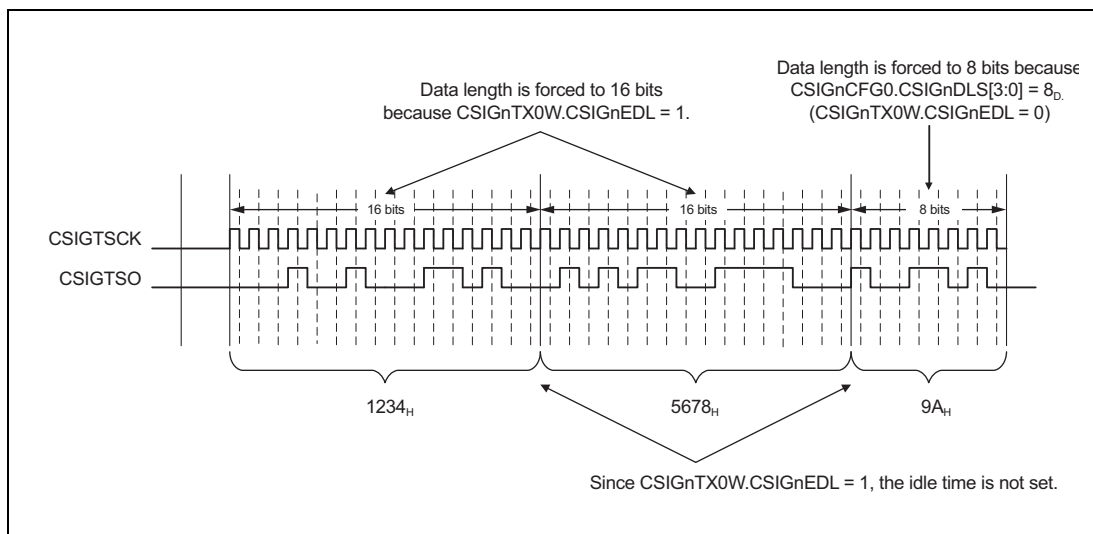 Data length is forced to 16 bits
because CSIGnTX0W.CSIGnEDL = 1.
Data length is forced to 8 bits because
CSIGnCFG0.CSIGnDLS[3:0] = 8D.
(CSIGnTX0W.CSIGnEDL = 0)
16 bits
16 bits
8 bits
CSIGTSCK
CSIGTSO
1234H
5678H
9AH
Since CSIGnTX0W.CSIGnEDL = 1, the idle time is not set.